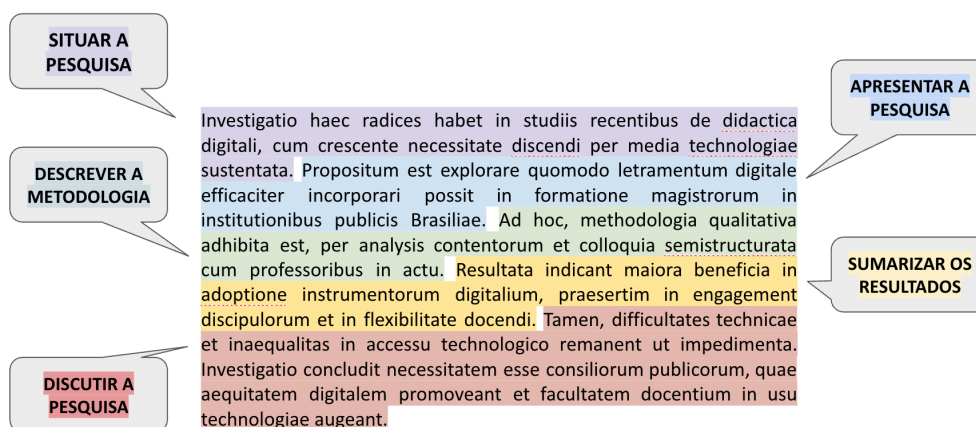 SITUAR A
PESQUISA
DESCREVER A
METODOLOGIA
DISCUTIR A
PESQUISA
Investigatio haec radices habet in studiis recentibus de didactica
digitali, cum crescente necessitate discendi per media technologiae
sustentata. Propositum est explorare quomodo letramentum digitale
efficaciter incorporari possit in formatione magistrorum in
institutionibus publicis Brasiliae. Ad hoc, methodologia qualitativa
adhibita est, per analysis contentorum et colloquia semistructurata
cum professoribus in actu. Resultata indicant maiora beneficia in
adoptione instrumentorum digitalium, praesertim in engagement
discipulorum et in flexibilitate docendi. Tamen, difficultates technicae
et inaequalitas in accessu technologico remanent ut impedimenta.
Investigatio concludit necessitatem esse consiliorum publicorum, quae
aequitatem digitalem promoveant et facultatem docentium in usu
technologiae augeant.
APRESENTAR A
PESQUISA
SUMARIZAR OS
RESULTADOS